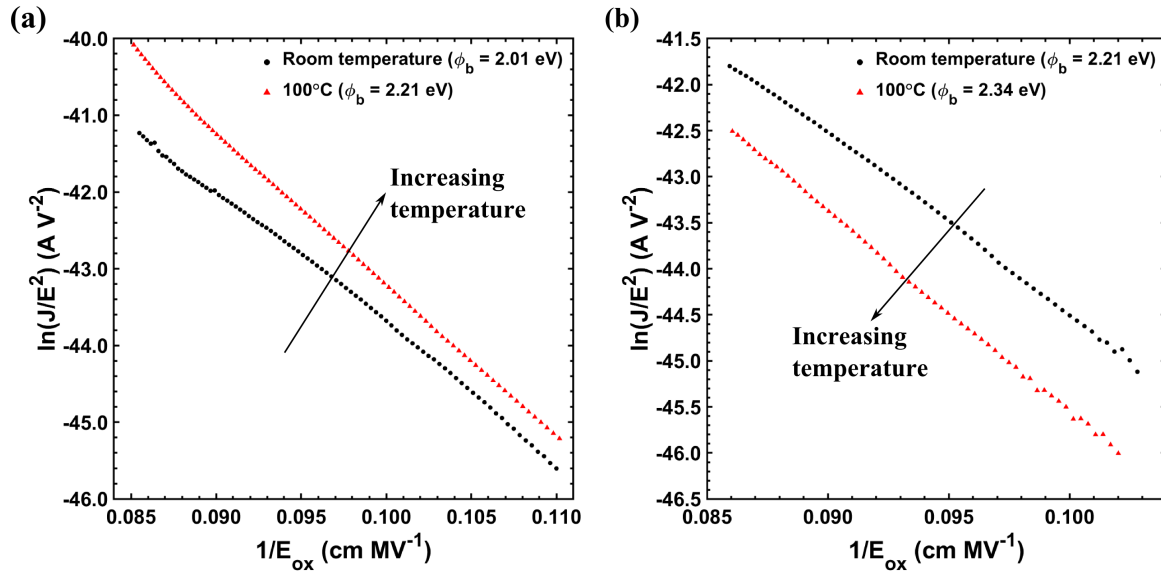 (a)
Room temperature (ϕb = 2.01 eV)
100°C (ϕb = 2.21 eV)
Increasing
temperature
-40.0
-41.0
-42.0
-43.0
-44.0
-45.0
-46.0
ln(J/E²) (A V⁻²)
0.085
0.090
0.095
0.100
0.105
0.110
1/Eox (cm MV⁻¹)
(b)
Room temperature (ϕb = 2.21 eV)
100°C (ϕb = 2.34 eV)
Increasing
temperature
-41.5
-42.0
-42.5
-43.0
-43.5
-44.0
-44.5
-45.0
-45.5
-46.0
-46.5
ln(J/E²) (A V⁻²)
0.085
0.090
0.095
0.100
1/Eox (cm MV⁻¹)